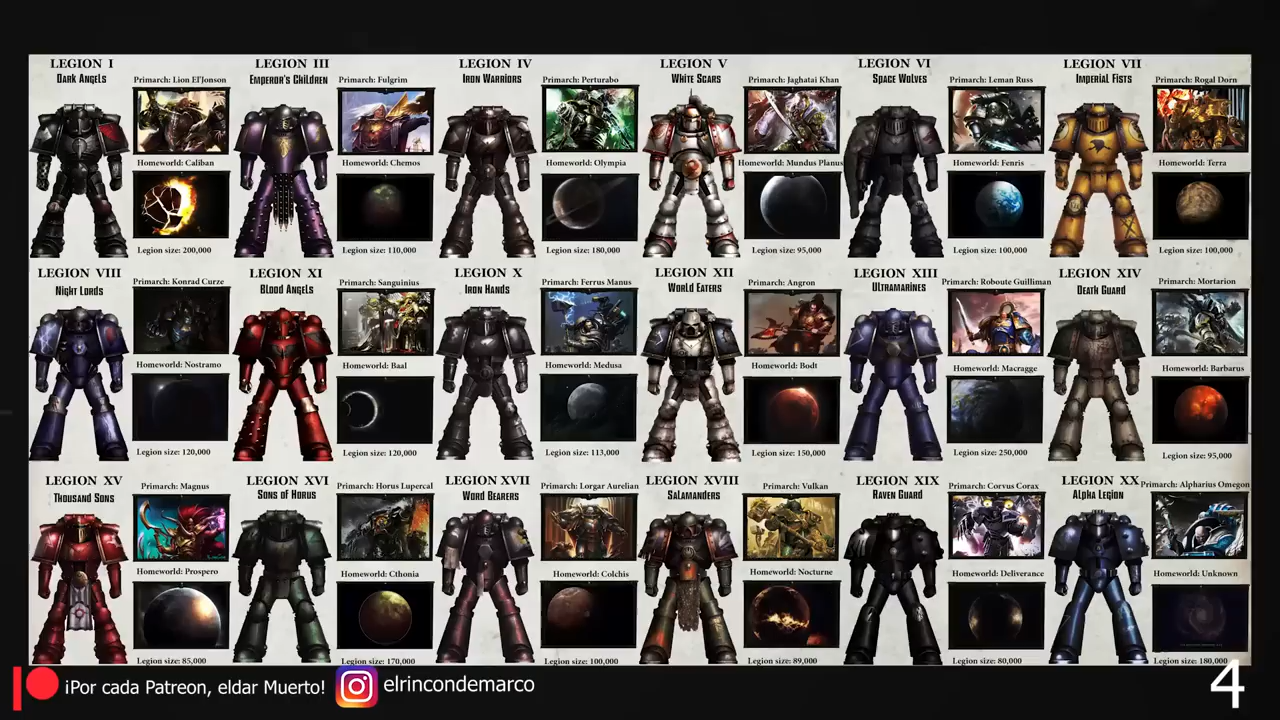 LEGION I
DARK ANGELS
Primarch: Lion El'Jonson
Homeworld: Caliban
Legion size: 200,000
LEGION III
EMPEROR'S CHILDREN
Primarch: Fulgrim
Homeworld: Chemos
Legion size: 110,000
LEGION IV
IRON WARRIORS
Primarch: Perturabo
Homeworld: Olympia
Legion size: 180,000
LEGION V
WHITE SCARS
Primarch: Jaghatai Khan
Homeworld: Mundus Planus
Legion size: 95,000
LEGION VI
SPACE WOLVES
Primarch: Leman Russ
Homeworld: Fenris
Legion size: 100,000
LEGION VII
IMPERIAL FISTS
Primarch: Rogal Dorn
Homeworld: Terra
Legion size: 100,000
LEGION VIII
NIGHT LORDS
Primarch: Konrad Curze
Homeworld: Nostramo
Legion size: 120,000
LEGION XI
BLOOD ANGELS
Primarch: Sanguinius
Homeworld: Baal
Legion size: 120,000
LEGION X
IRON HANDS
Primarch: Ferrus Manus
Homeworld: Medusa
Legion size: 113,000
LEGION XII
WORLD EATERS
Primarch: Angron
Homeworld: Bodt
Legion size: 150,000
LEGION XIII
ULTRAMARINES
Primarch: Roboute Guilliman
Homeworld: Macragge
Legion size: 250,000
LEGION XIV
DEATH GUARD
Primarch: Mortarion
Homeworld: Barbarus
Legion size: 95,000
LEGION XV
THOUSAND SONS
Primarch: Magnus
Homeworld: Prospero
Legion size: 85,000
LEGION XVI
SONS OF HORUS
Primarch: Horus Lupercal
Homeworld: Cthonia
Legion size: 170,000
LEGION XVII
WORD BEARERS
Primarch: Lorgar Aurelian
Homeworld: Colchis
Legion size: 100,000
LEGION XVIII
SALAMANDERS
Primarch: Vulkan
Homeworld: Nocturne
Legion size: 89,000
LEGION XIX
RAVEN GUARD
Primarch: Corvus Corax
Homeworld: Deliverance
Legion size: 80,000
LEGION XX
ALPHA LEGION
Primarch: Alpharius Omegon
Homeworld: Unknown
Legion size: 180,000
¡Por cada Patreon, eldar Muerto!
elrincondemarco
4